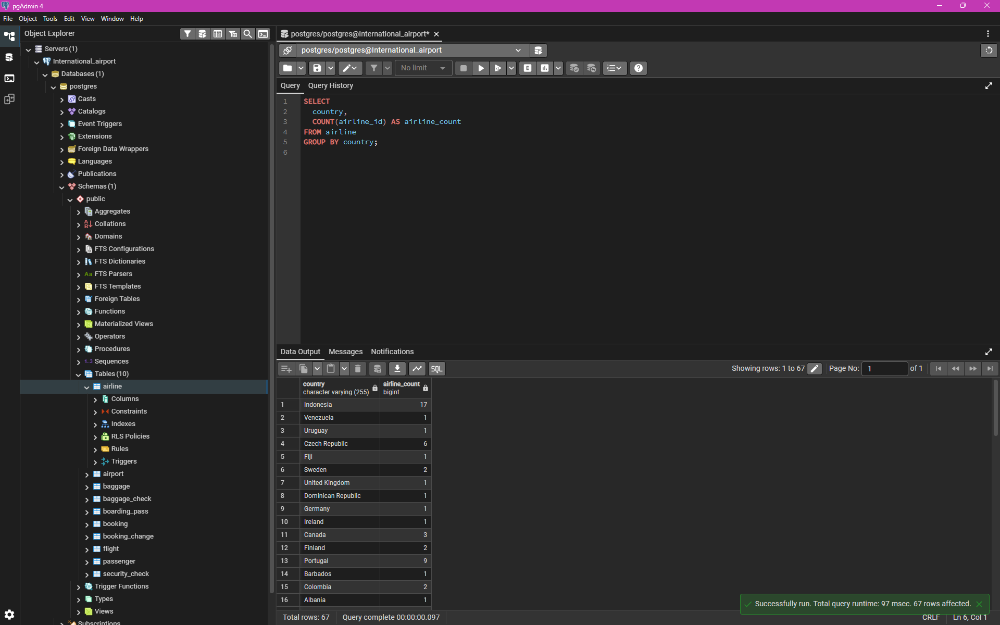 pgAdmin 4
File Object Tools Edit View Window Help
Object Explorer
Servers (1)
International_airport
Databases (1)
postgres
Casts
Catalogs
Event Triggers
Extensions
Foreign Data Wrappers
Languages
Publications
Schemas (1)
public
Aggregates
Collations
Domains
FTS Configurations
FTS Dictionaries
Aa FTS Parsers
FTS Templates
Foreign Tables
Functions
Materialized Views
Operators
Procedures
1..3 Sequences
Tables (10)
airline
Columns
Constraints
Indexes
RLS Policies
Rules
Triggers
airport
baggage
baggage_check
boarding_pass
booking
booking_change
flight
passenger
security_check
Trigger Functions
Types
Views
Subscriptions
postgres/postgres@International_airport*
postgres/postgres@International_airport
No limit
E
Query Query History
1 SELECT
2 country,
3 COUNT(airline_id) AS airline_count
4 FROM airline
5 GROUP BY country;
6
Data Output Messages Notifications
SQL
Showing rows: 1 to 67 Page No: 1 of 1
country airline_count
character varying (255) bigint
1 Indonesia 17
2 Venezuela 1
3 Uruguay 1
4 Czech Republic 6
5 Fiji 1
6 Sweden 2
7 United Kingdom 1
8 Dominican Republic 1
9 Germany 1
10 Ireland 1
11 Canada 3
12 Finland 2
13 Portugal 9
14 Barbados 1
15 Colombia 2
16 Albania 1
Successfully run. Total query runtime: 97 msec. 67 rows affected.
Total rows: 67 Query complete 00:00:00.097 CRLF Ln 6, Col 1